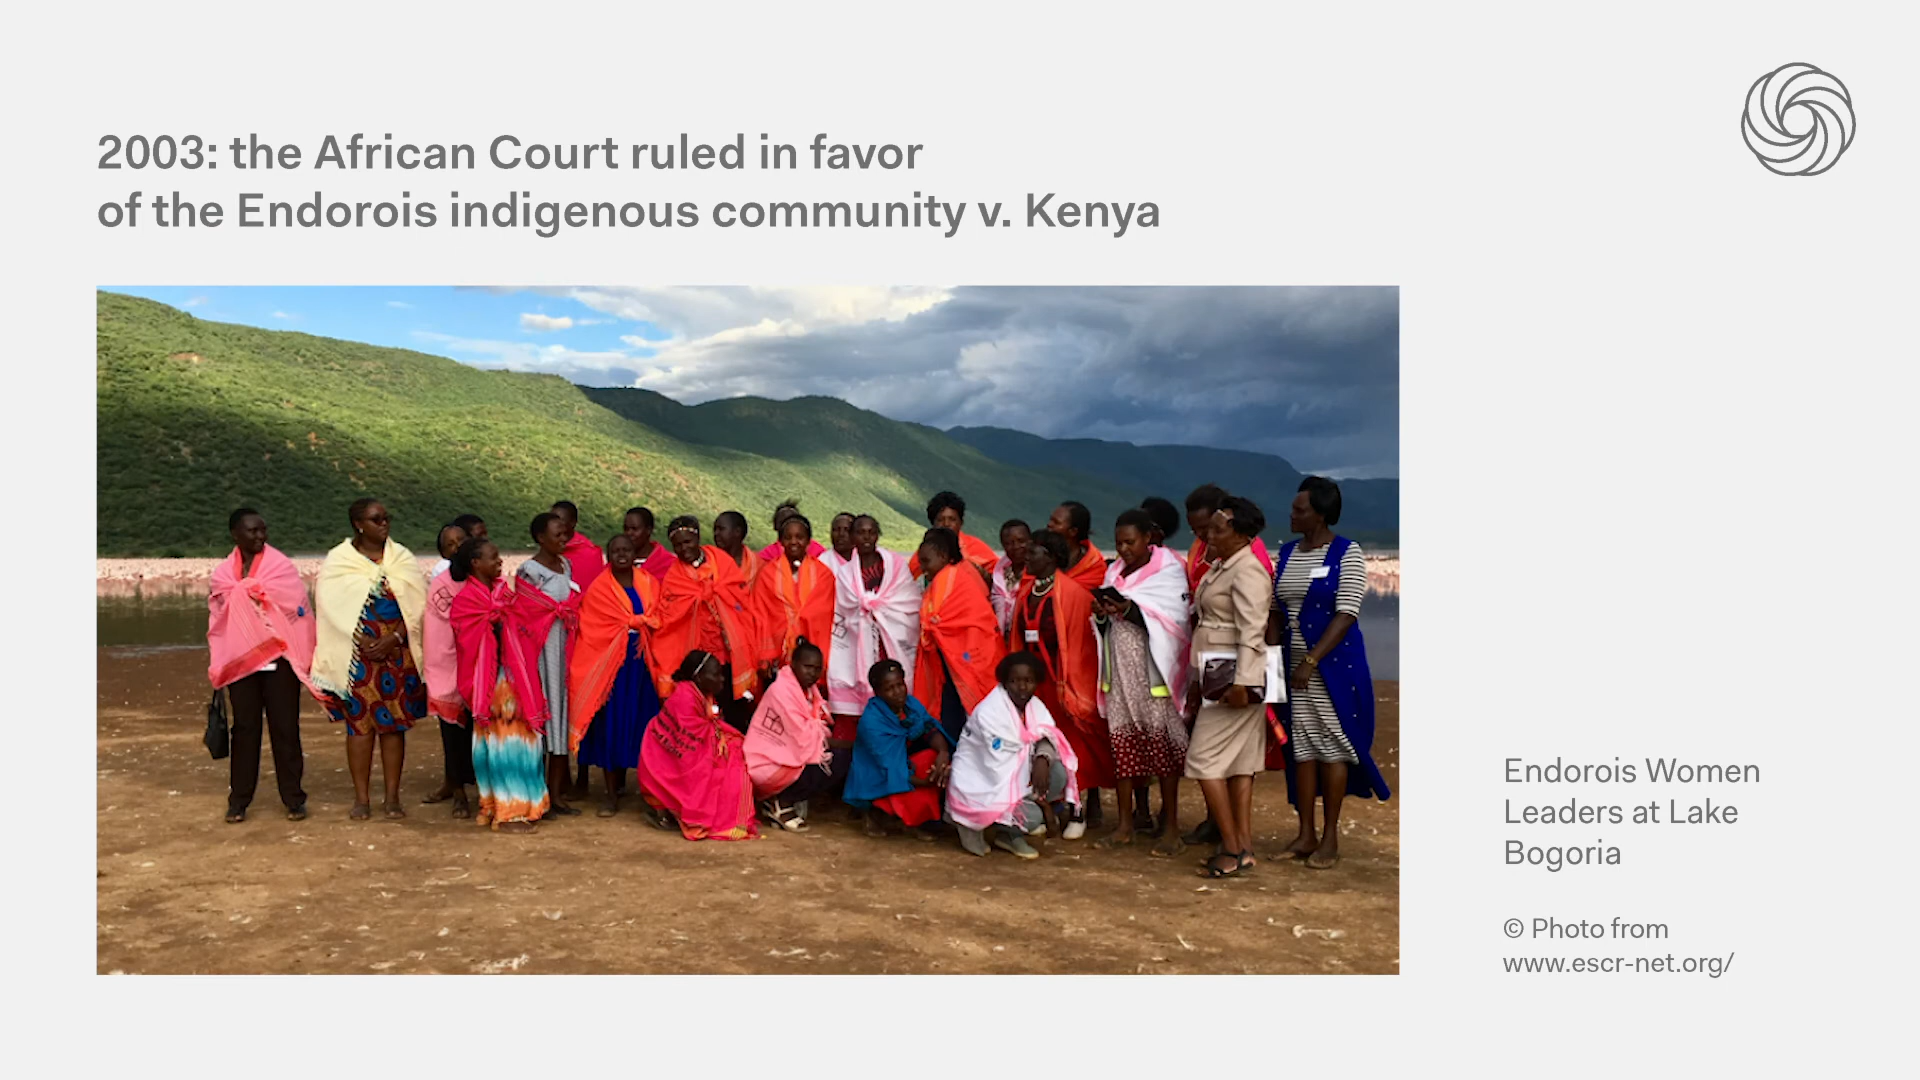 2003: the African Court ruled in favor
of the Endorois indigenous community v. Kenya
Endorois Women
Leaders at Lake
Bogoria
© Photo from
www.escr-net.org/